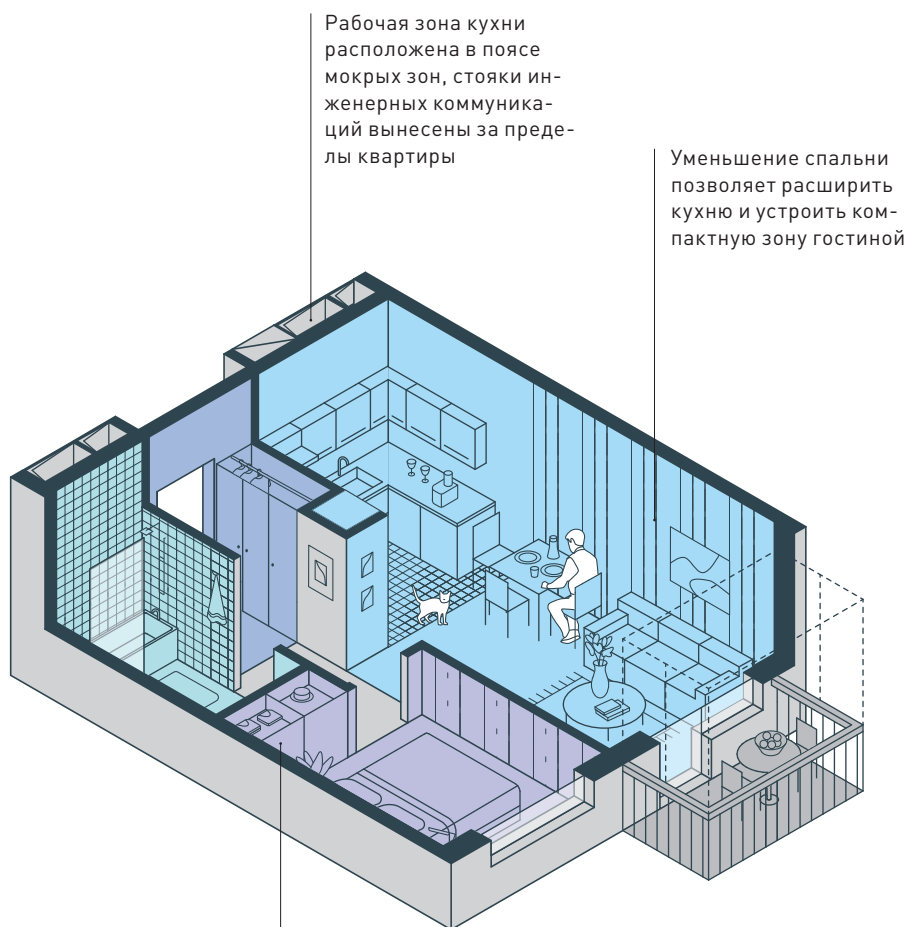 Рабочая зона кухни
расположена в поясе
мокрых зон, стояки ин-
женерных коммуника-
ций вынесены за преде-
лы квартиры
Уменьшение спальни
позволяет расширить
кухню и устроить ком-
пактную зону гостиной